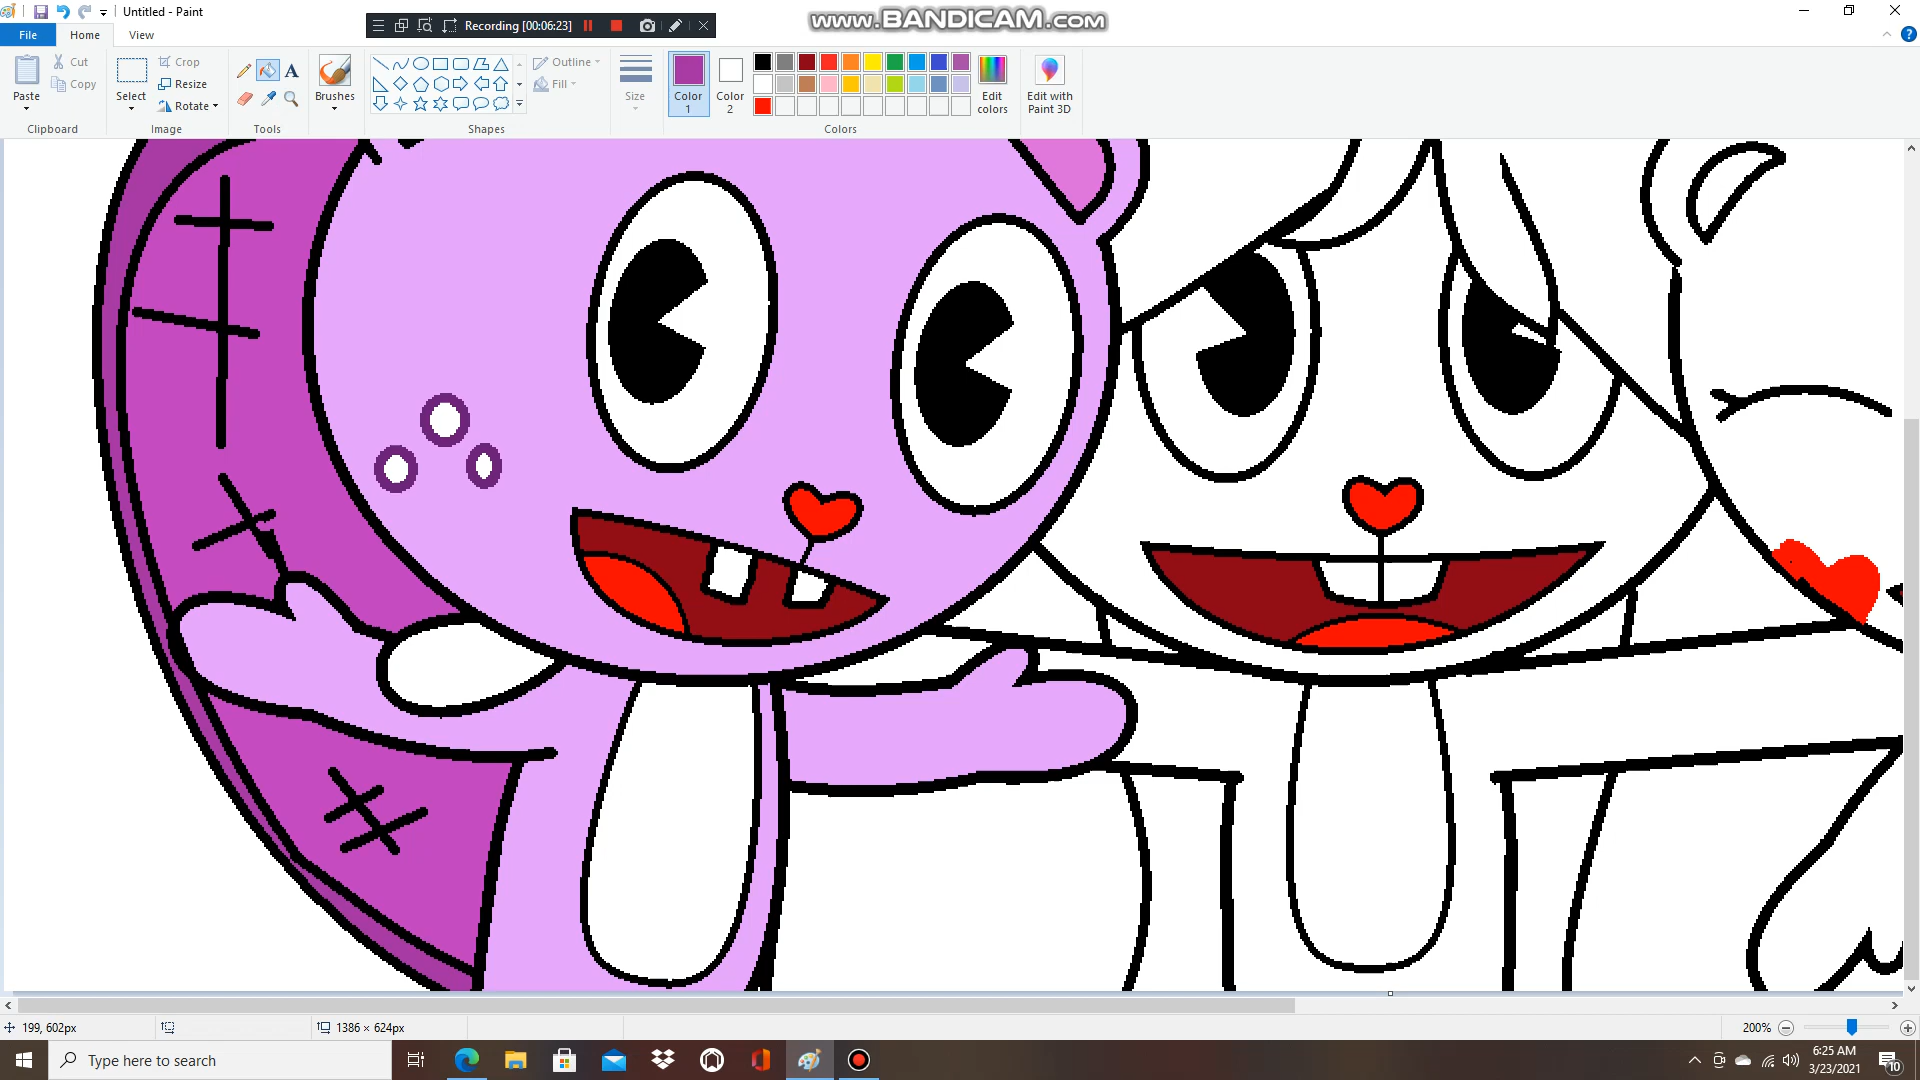 Untitled - Paint
Recording [00:06:23]
www.BANDICAM.com
File
Home
View
Paste
Cut
Copy
Clipboard
Select
Crop
Resize
Rotate
Image
A
Tools
Brushes
Outline
Fill
Shapes
Size
Color 1
Color 2
Edit colors
Edit with Paint 3D
Colors
199, 602px
1386 × 624px
200%
Type here to search
6:25 AM
3/23/2021
10